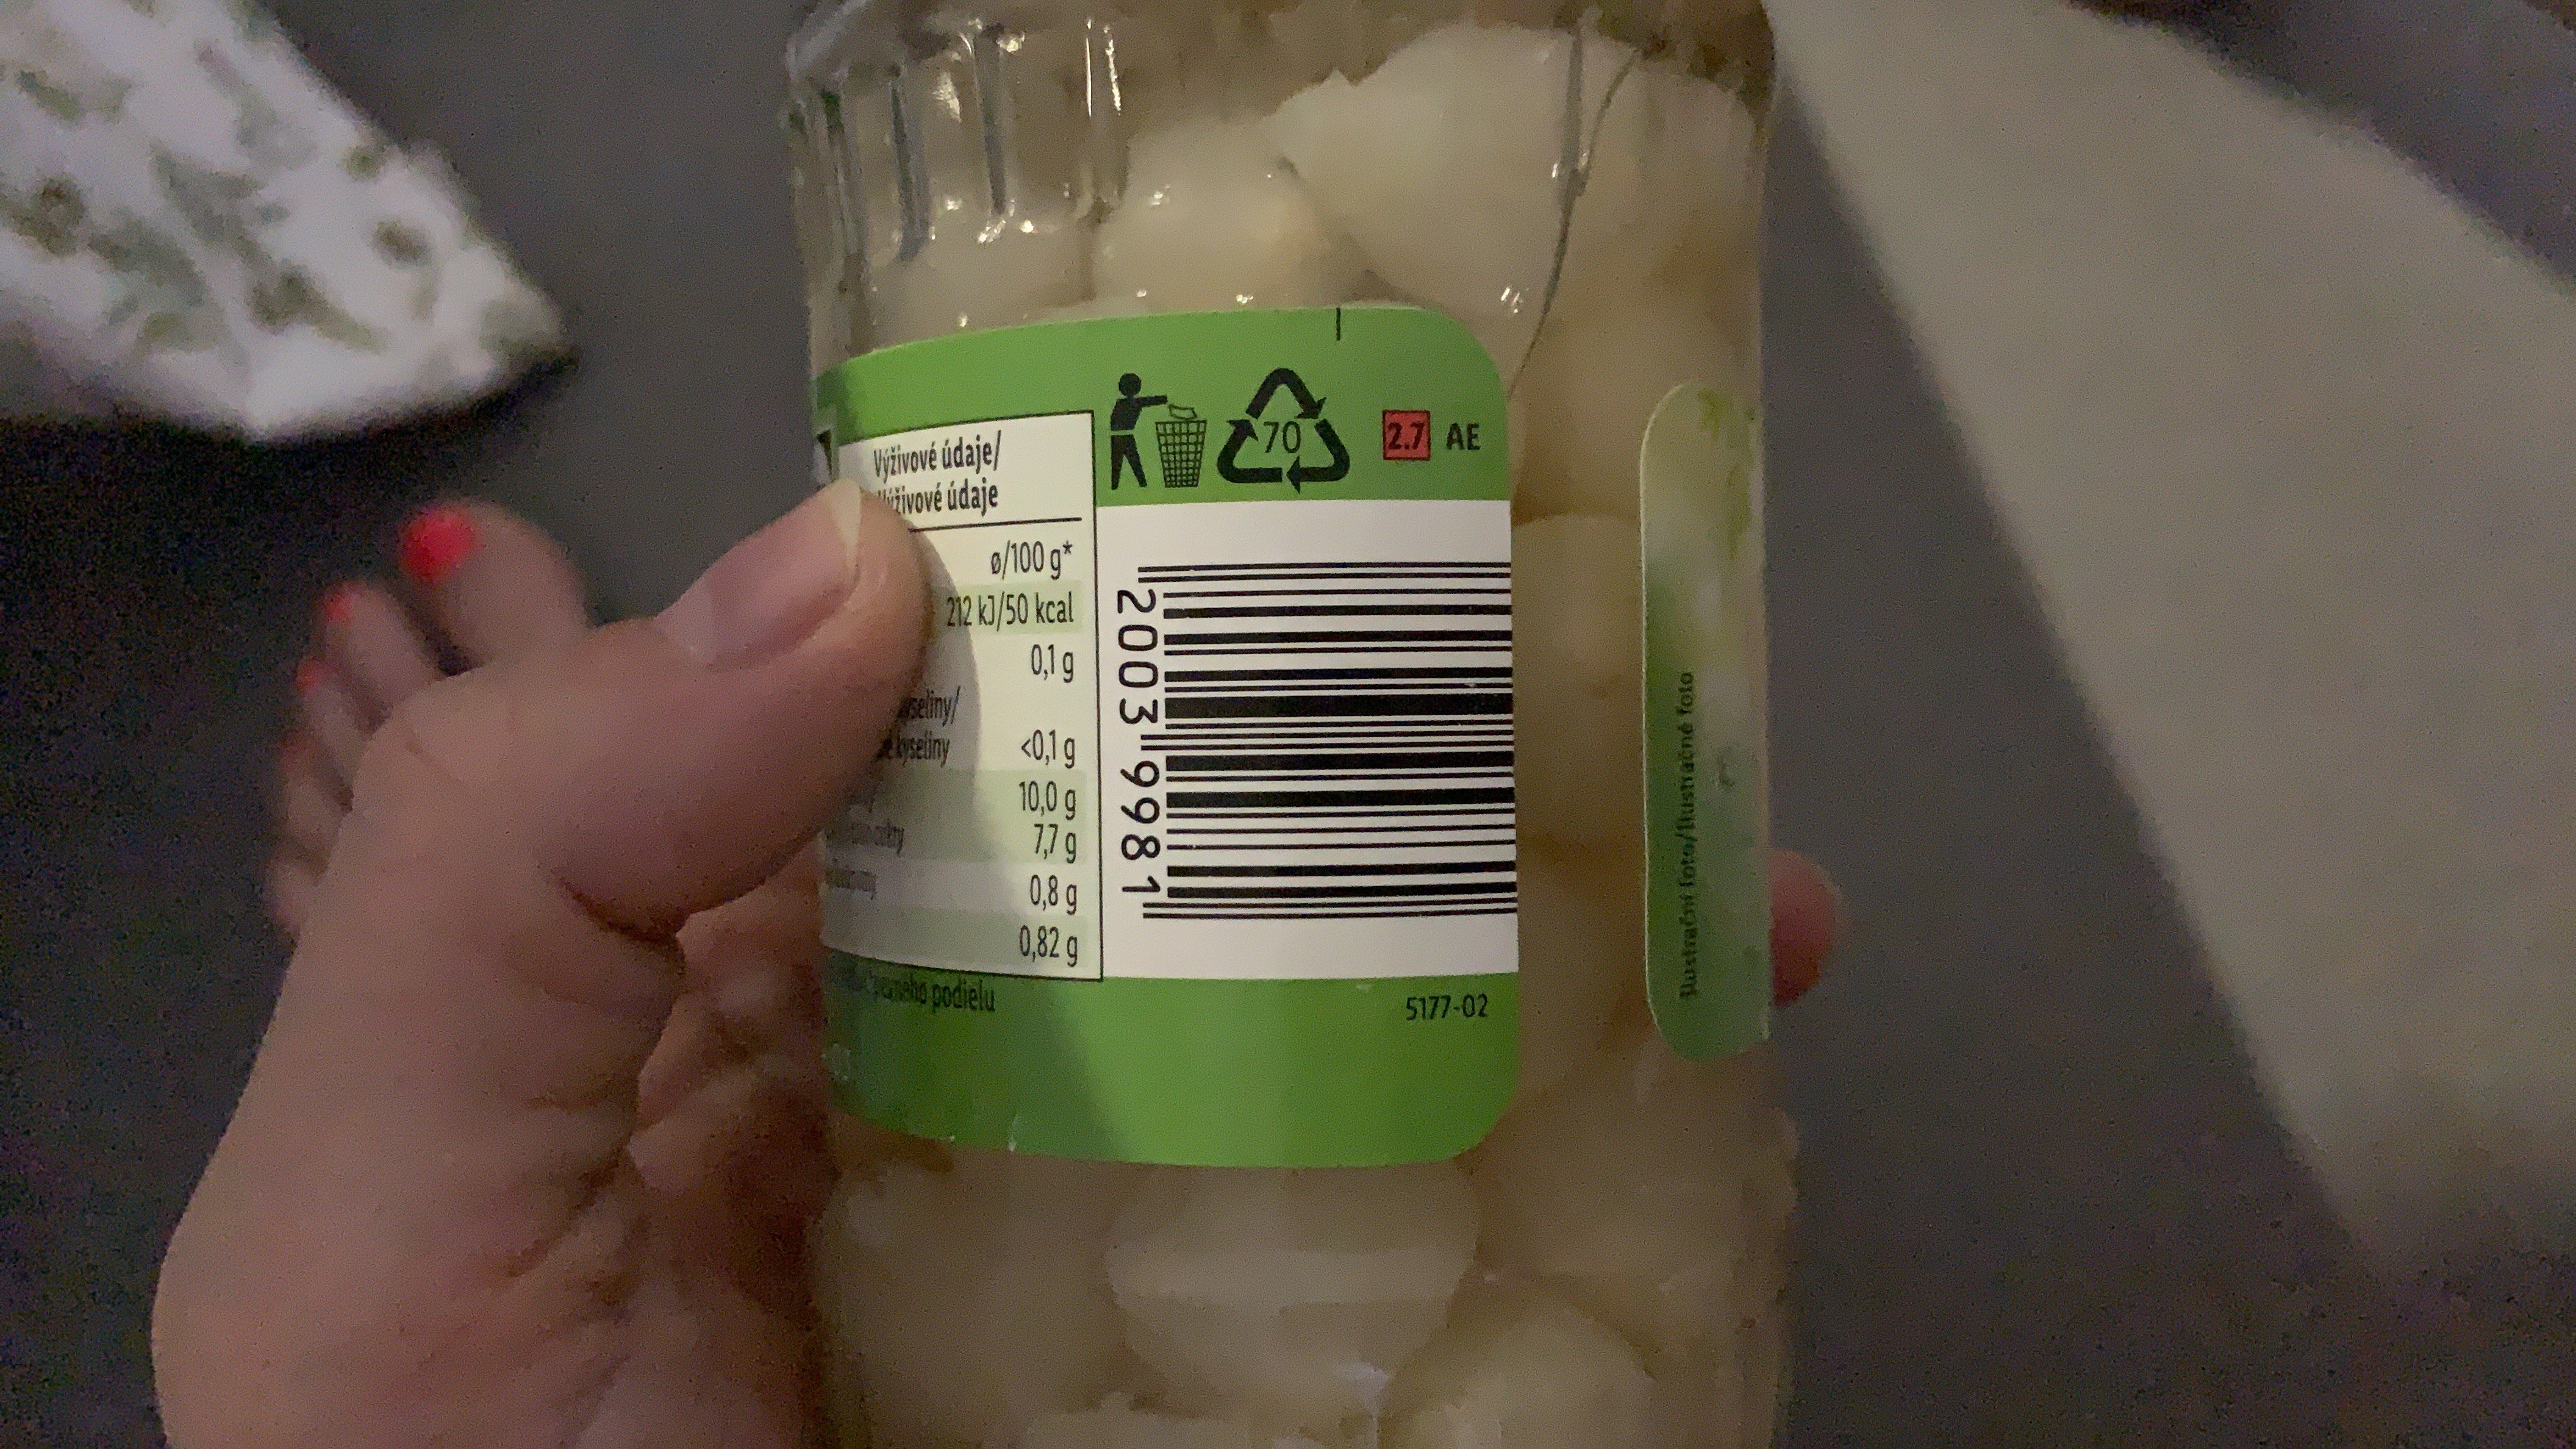 Výživové údaje/
Výživové údaje
ø/100 g*
212 kJ/50 kcal
0,1 g
kyseliny
<0,1 g
10,0 g
7,7 g
0,8 g
0,82 g
podielu
70
2.7 AE
2003 9981
5177-02
Ilustrační foto/Ilustračné foto